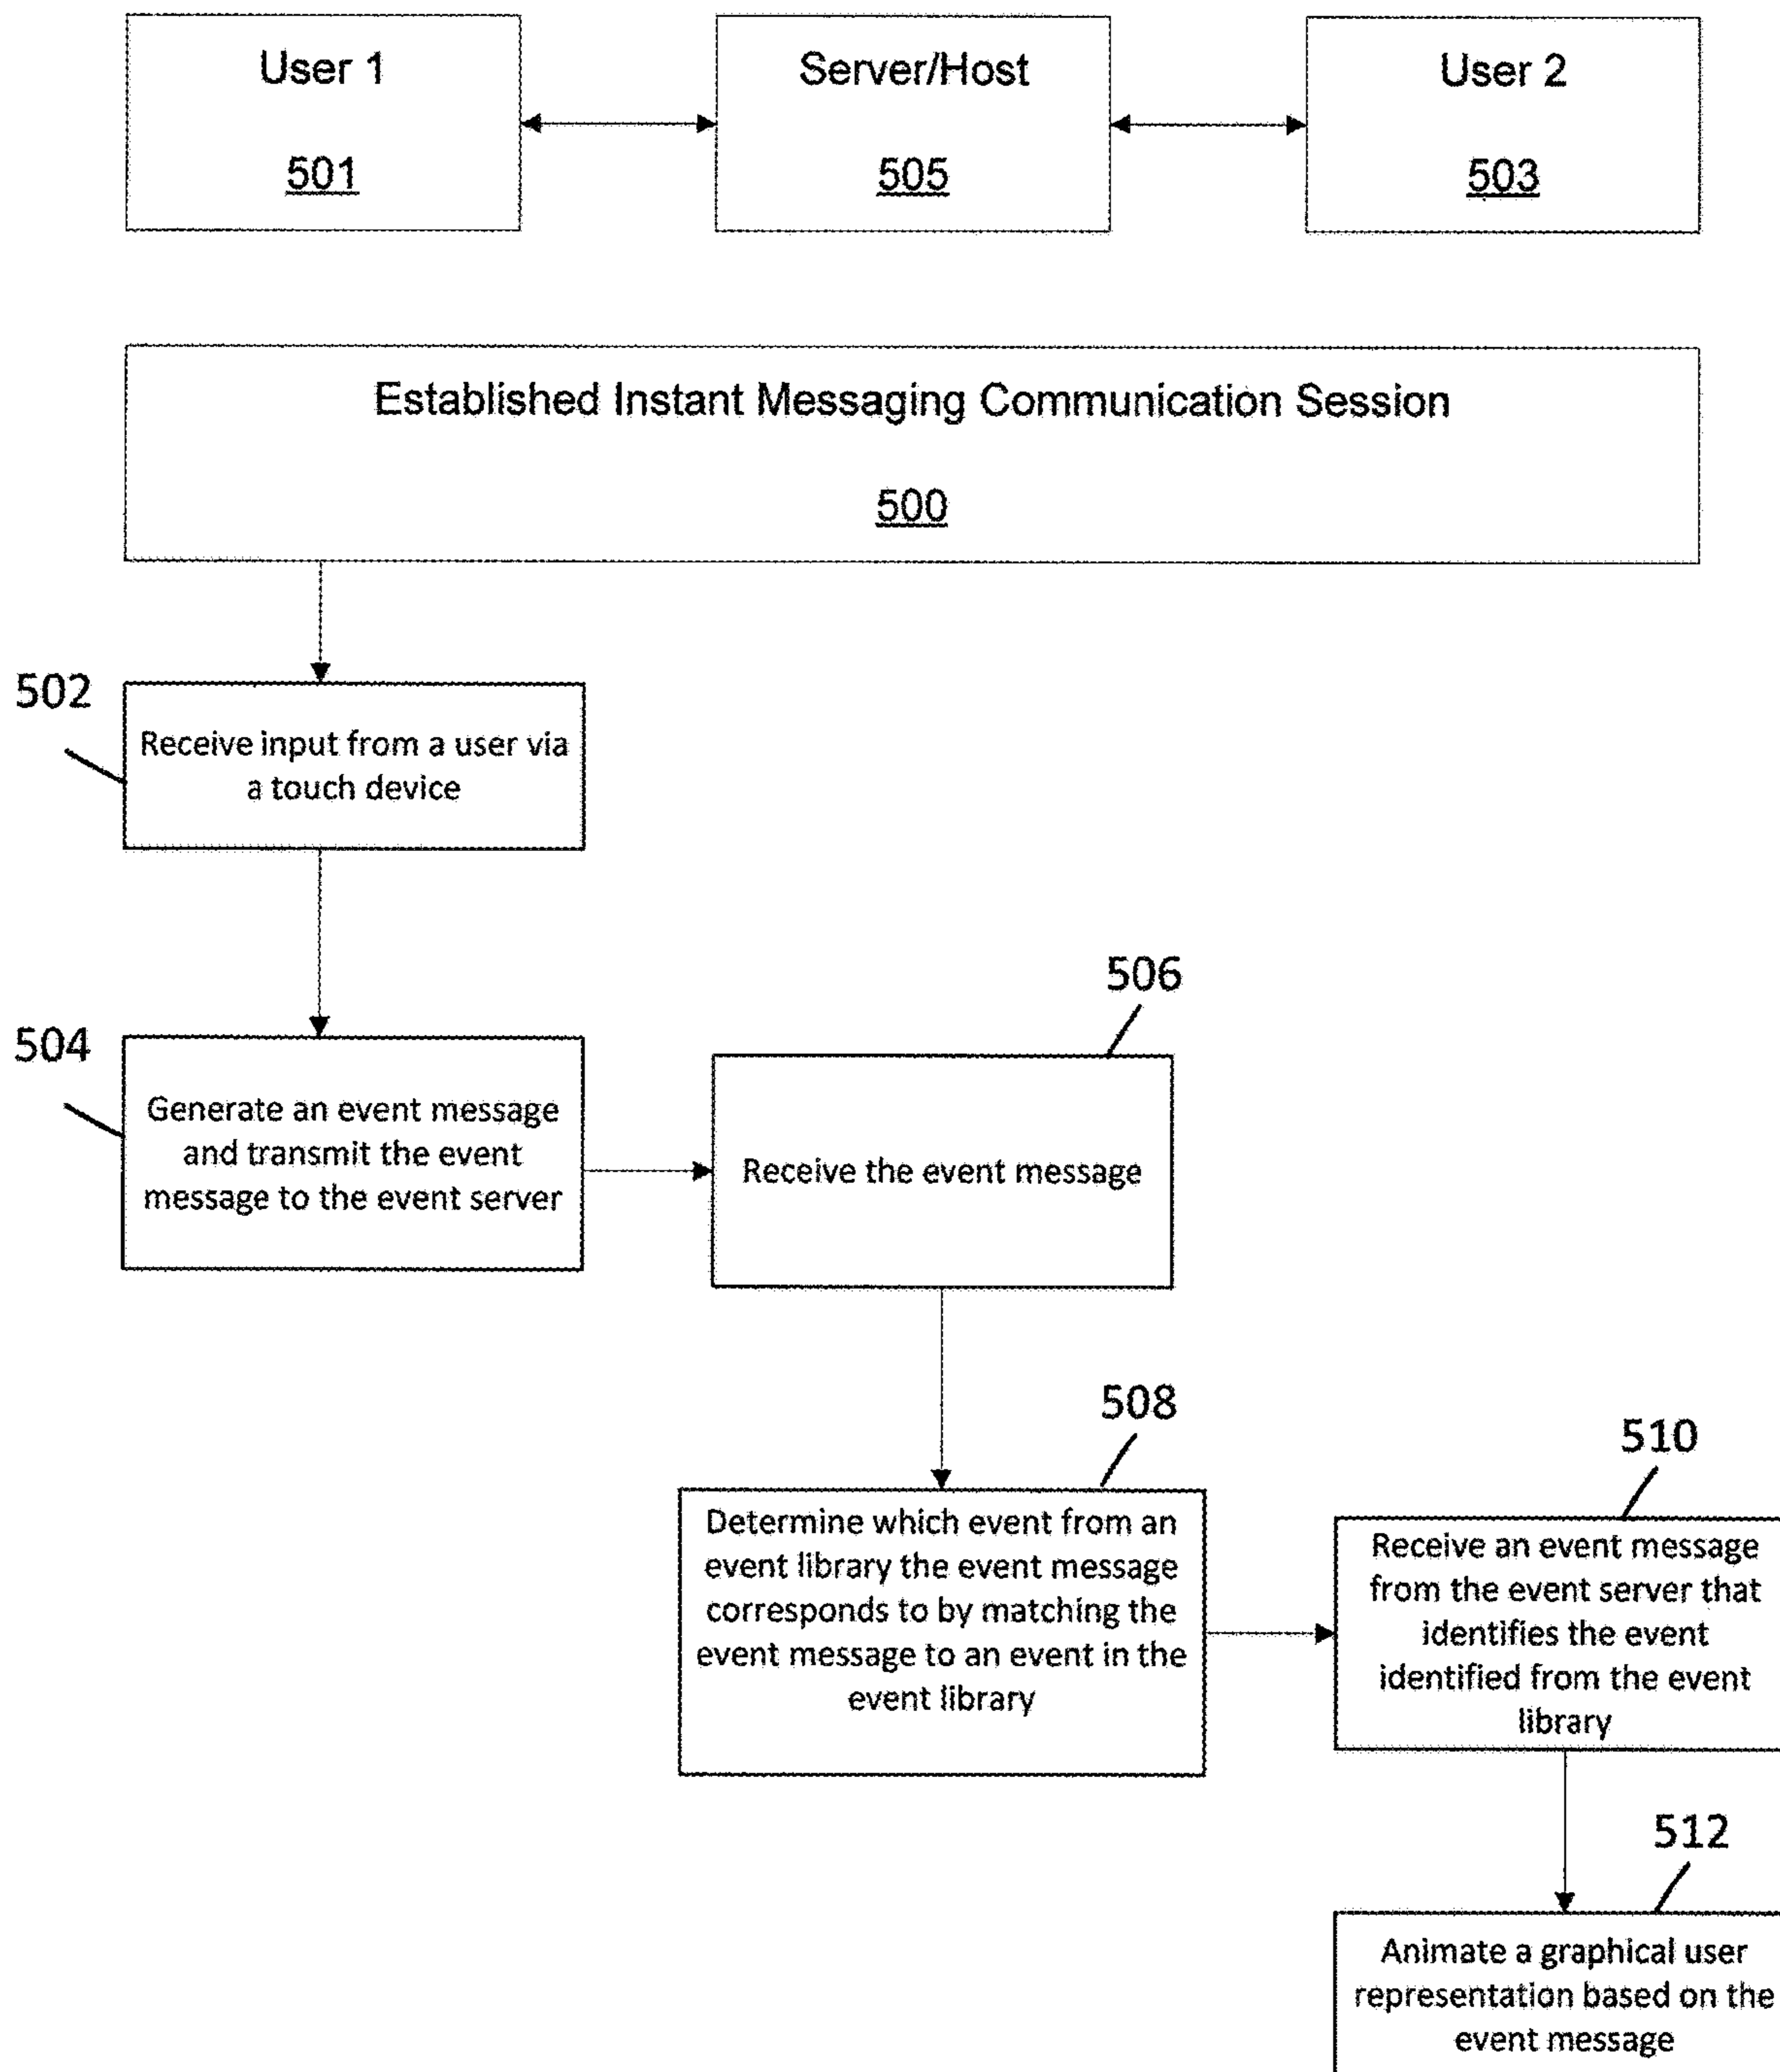 User 1
501
Server/Host
505
User 2
503
Established Instant Messaging Communication Session
500
502
Receive input from a user via
a touch device
504
Generate an event message
and transmit the event
message to the event server
506
Receive the event message
508
Determine which event from an
event library the event message
corresponds to by matching the
event message to an event in the
event library
510
Receive an event message
from the event server that
identifies the event
identified from the event
library
512
Animate a graphical user
representation based on the
event message